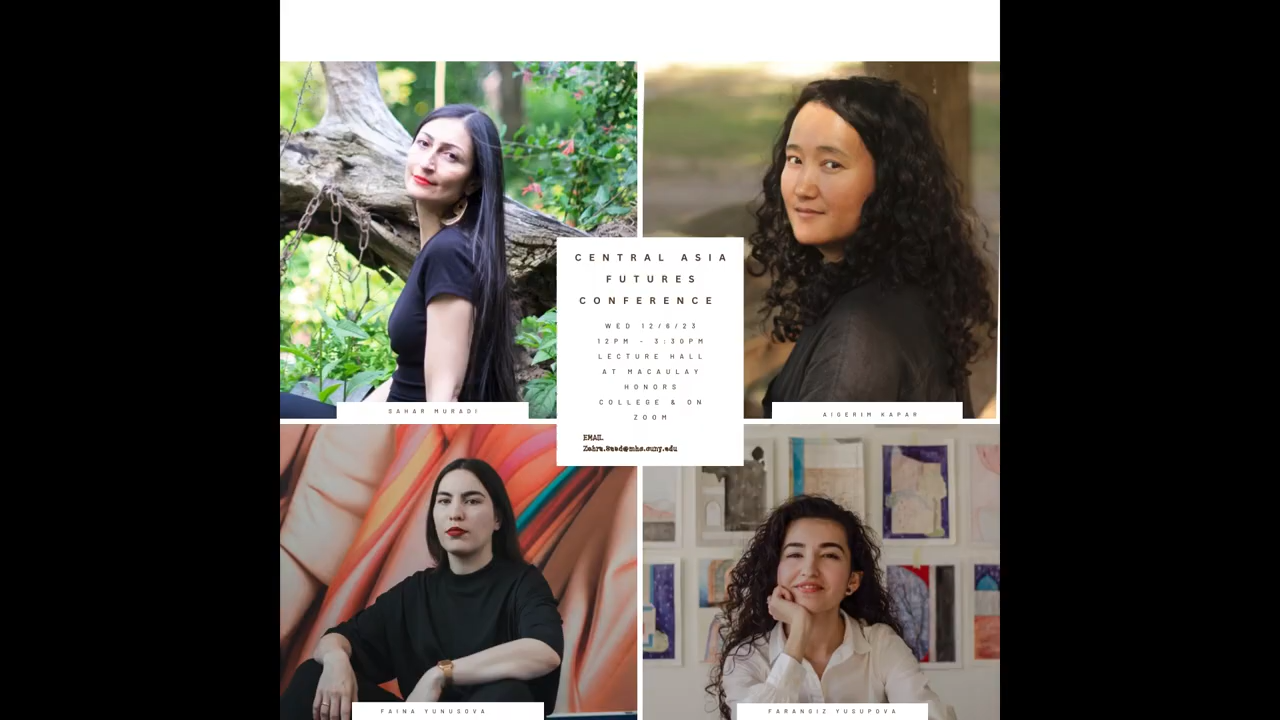 CENTRAL ASIA
FUTURES
CONFERENCE
WED 12/6/23
12PM - 3:30PM
LECTURE HALL
AT MACAULAY
HONORS
COLLEGE & ON
ZOOM
EMAIL
SAHAR MURADI
AIGERIM KAPAR
FAINA YUNUSOVA
FARANGIZ YUSUPOVA